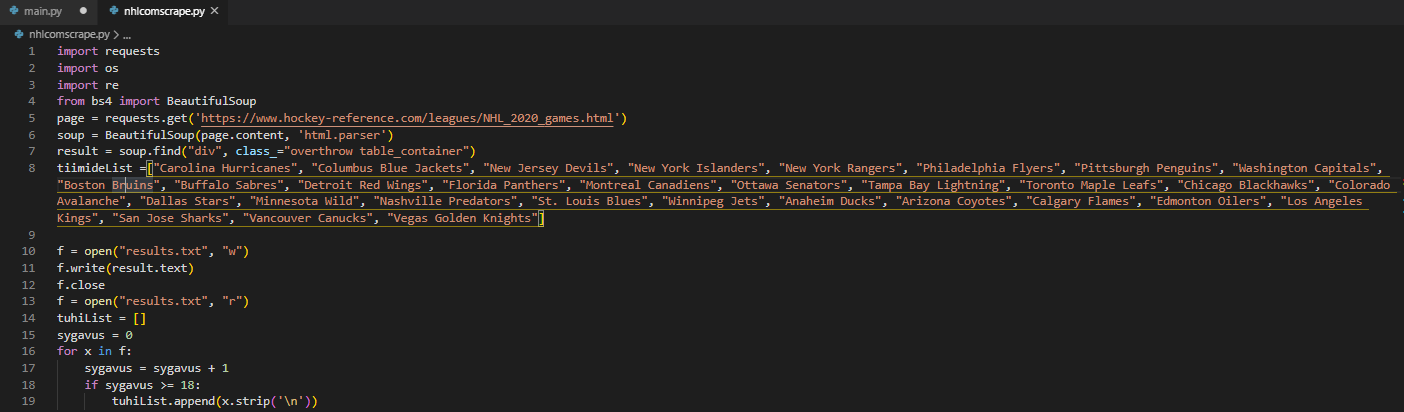 main.py
nhlcomscrape.py
nhlcomscrape.py > ...
1 import requests
2 import os
3 import re
4 from bs4 import BeautifulSoup
5 page = requests.get('https://www.hockey-reference.com/leagues/NHL_2020_games.html')
6 soup = BeautifulSoup(page.content, 'html.parser')
7 result = soup.find("div", class_="overthrow table_container")
8 tiimideList =["Carolina Hurricanes", "Columbus Blue Jackets", "New Jersey Devils", "New York Islanders", "New York Rangers", "Philadelphia Flyers", "Pittsburgh Penguins", "Washington Capitals",
"Boston Bruins", "Buffalo Sabres", "Detroit Red Wings", "Florida Panthers", "Montreal Canadiens", "Ottawa Senators", "Tampa Bay Lightning", "Toronto Maple Leafs", "Chicago Blackhawks", "Colorado
Avalanche", "Dallas Stars", "Minnesota Wild", "Nashville Predators", "St. Louis Blues", "Winnipeg Jets", "Anaheim Ducks", "Arizona Coyotes", "Calgary Flames", "Edmonton Oilers", "Los Angeles
Kings", "San Jose Sharks", "Vancouver Canucks", "Vegas Golden Knights"]
9
10 f = open("results.txt", "w")
11 f.write(result.text)
12 f.close
13 f = open("results.txt", "r")
14 tuhiList = []
15 sygavus = 0
16 for x in f:
17 sygavus = sygavus + 1
18 if sygavus >= 18:
19 tuhiList.append(x.strip('\n'))